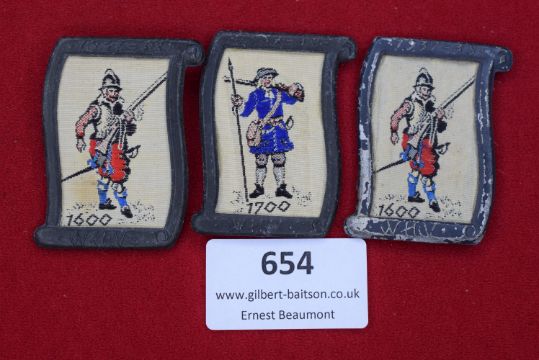 1600
1700
1600
W.H.W.
654
www.gilbert-baitson.co.uk
Ernest Beaumont